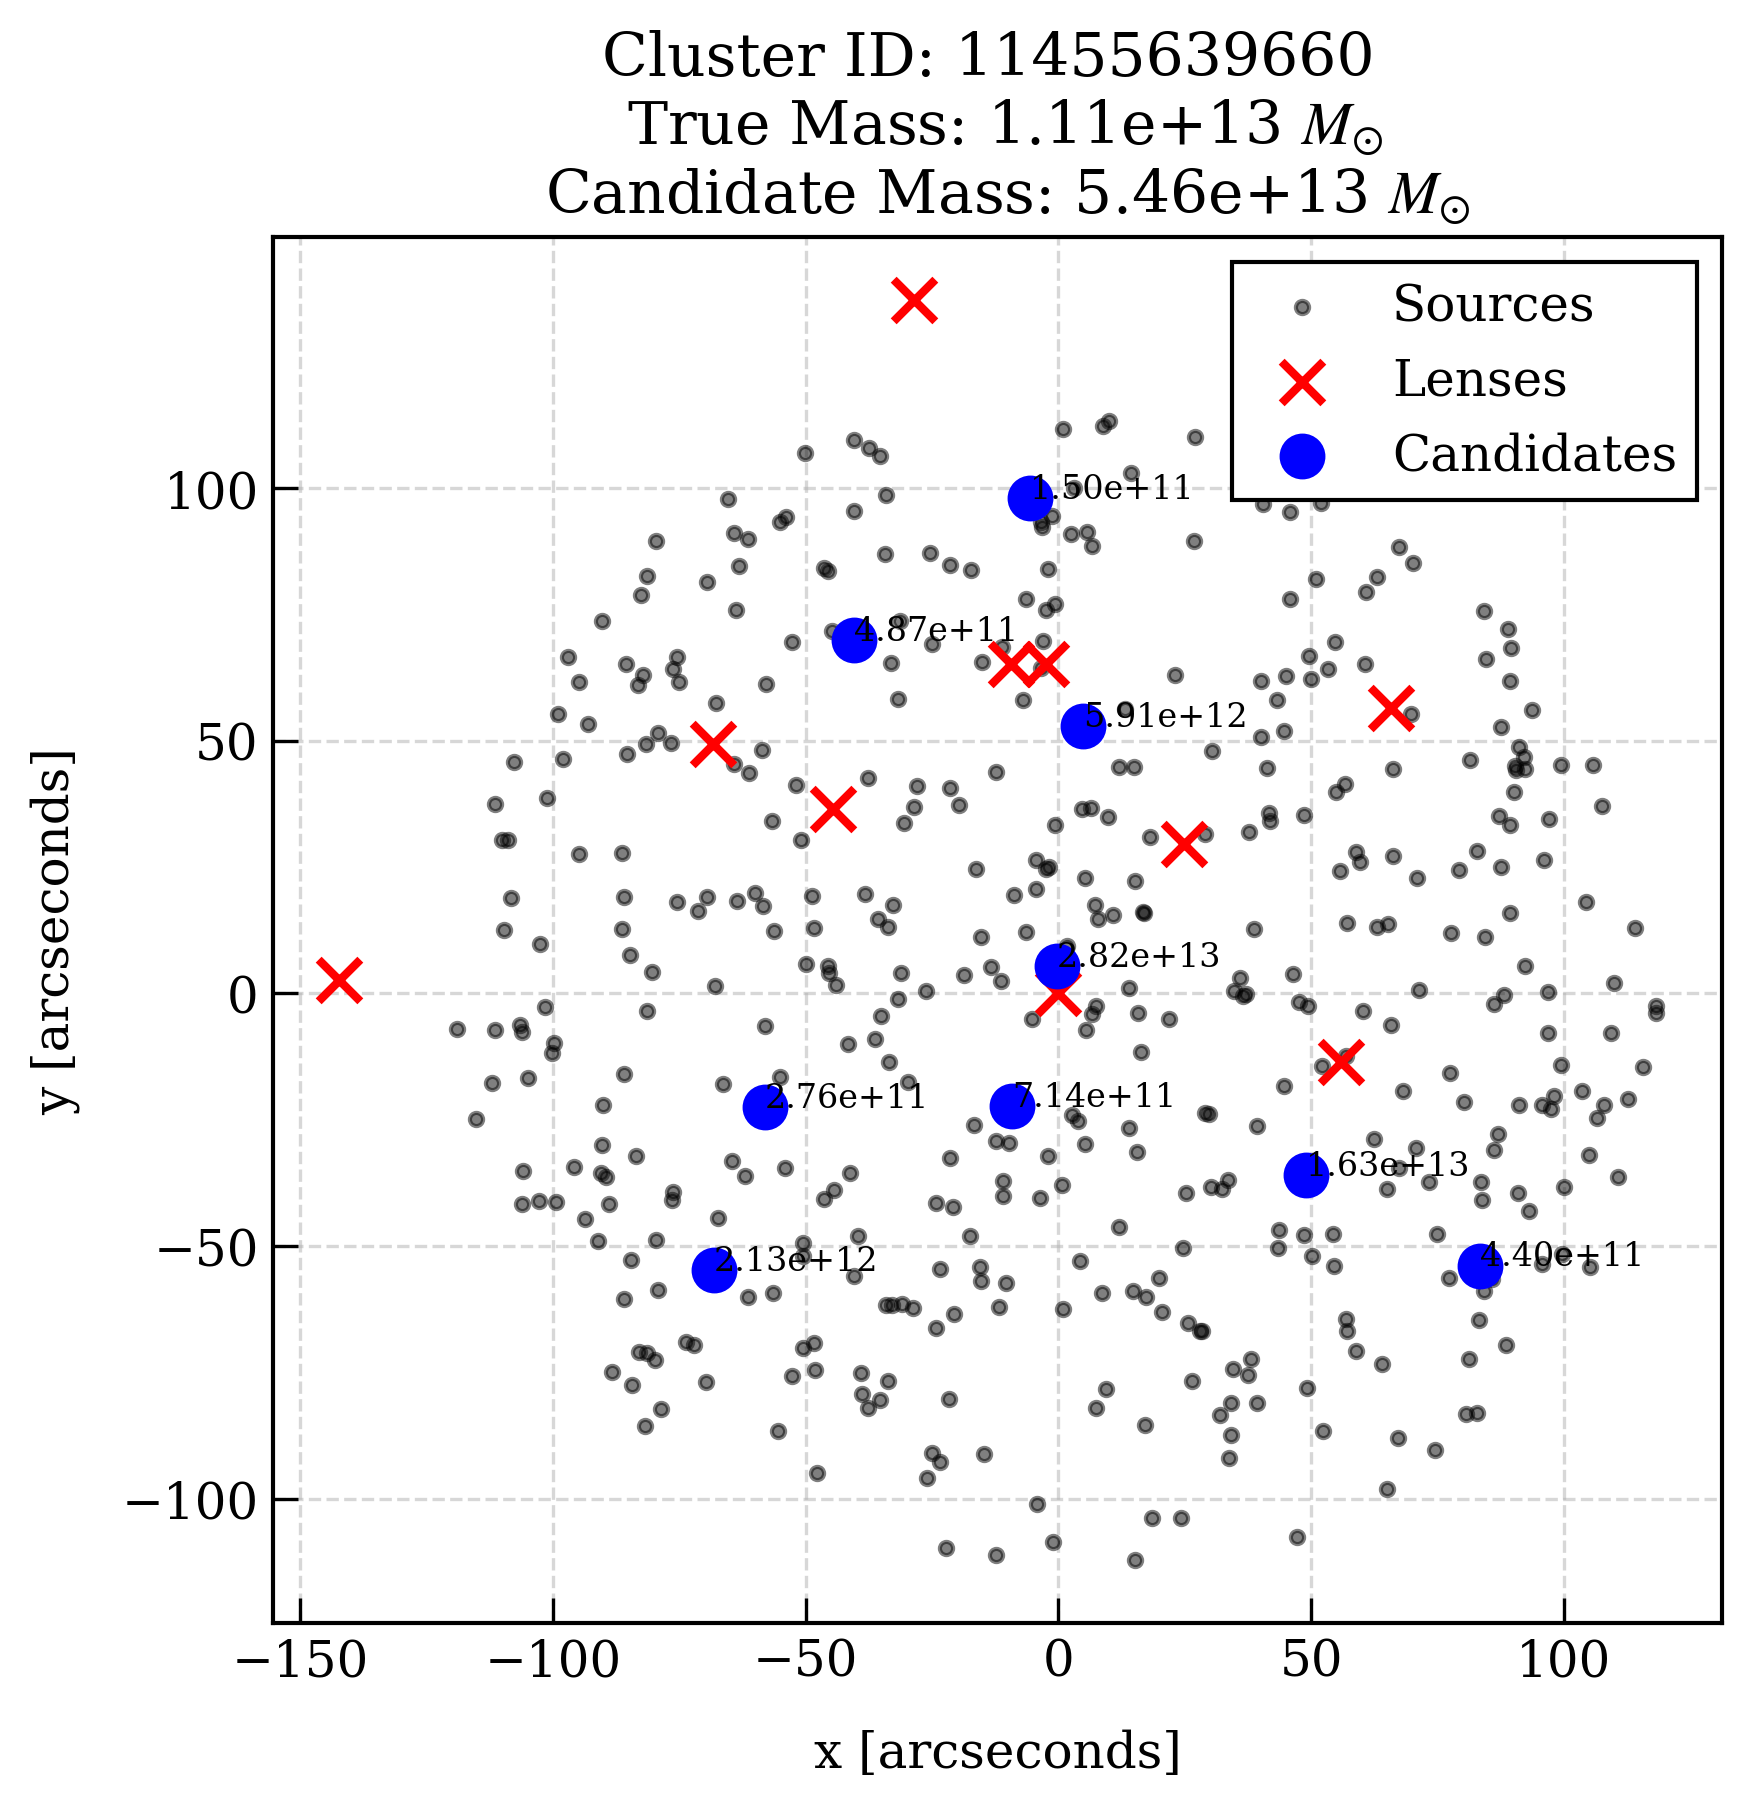 Cluster ID: 11455639660
True Mass: 1.11e+13 M⊙
Candidate Mass: 5.46e+13 M⊙
Sources
Lenses
Candidates
1.50e+11
4.87e+11
5.91e+12
2.82e+13
2.76e+11
7.14e+11
1.63e+13
2.13e+12
4.40e+11
y [arcseconds]
100
50
0
−50
−100
−150
−100
−50
0
50
100
x [arcseconds]